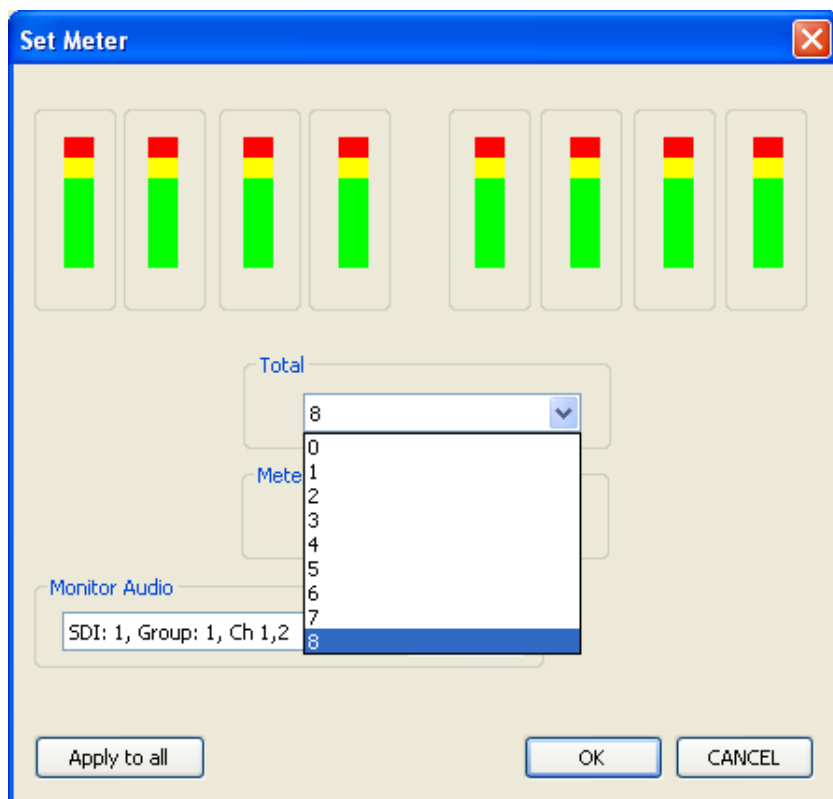 Set Meter
Total
8
0
1
2
3
4
5
6
7
8
Mete
Monitor Audio
SDI: 1, Group: 1, Ch 1,2
Apply to all
OK
CANCEL